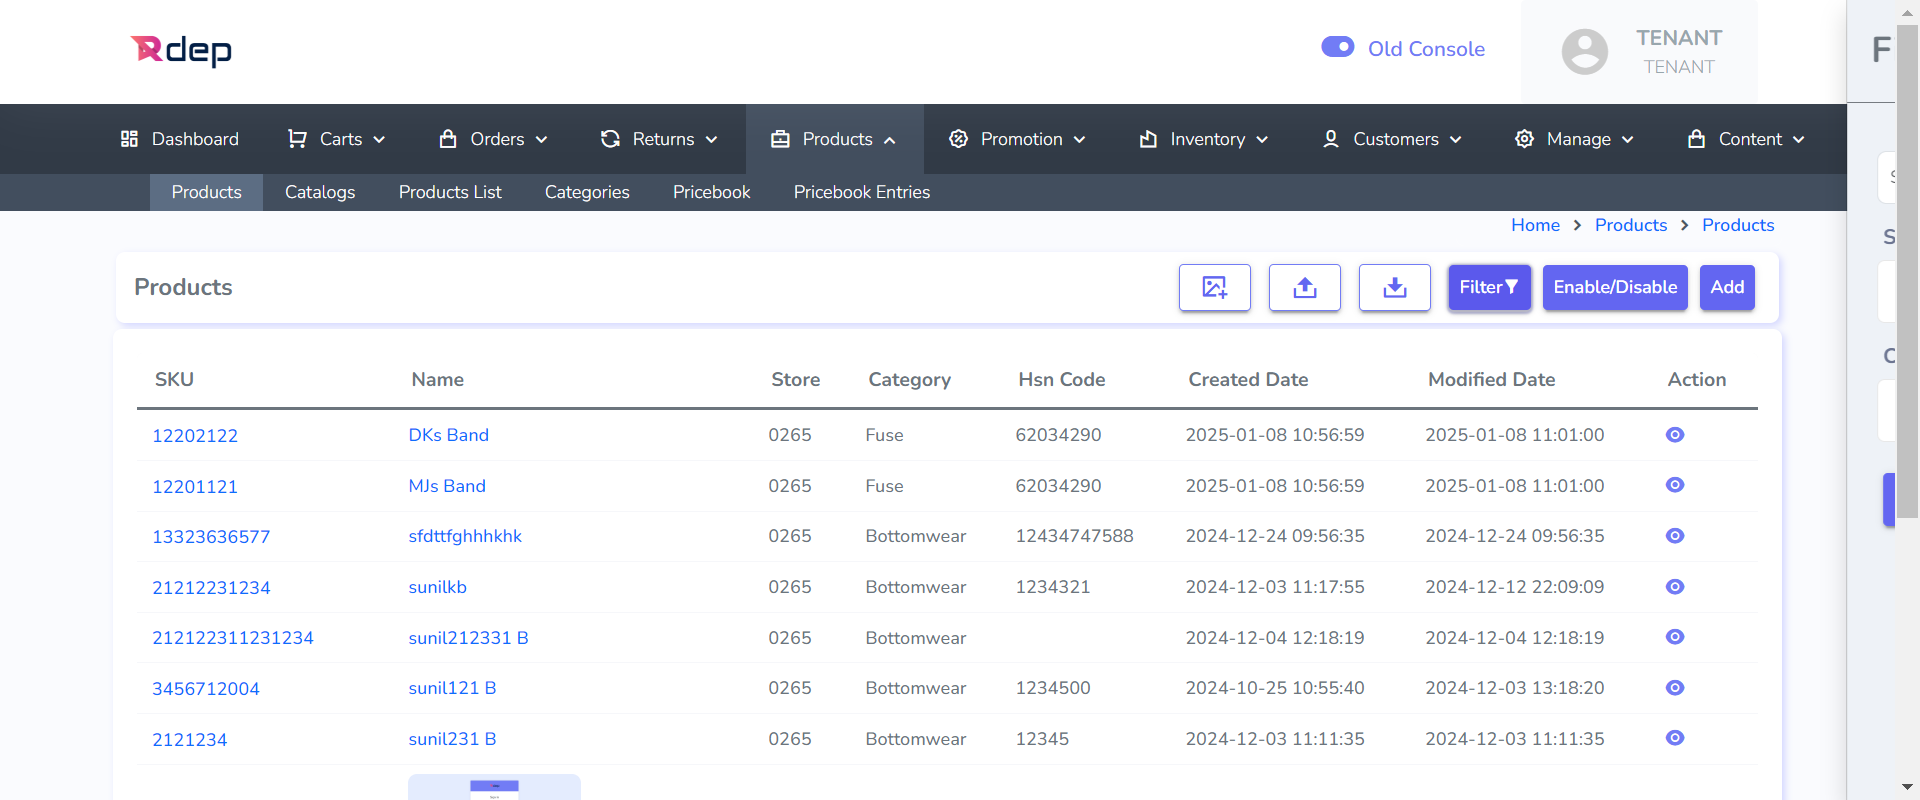 Rdep
Old Console
TENANT
TENANT
F
Dashboard Carts Orders Returns Products Promotion Inventory Customers Manage Content
Products Catalogs Products List Categories Pricebook Pricebook Entries
Home > Products > Products
Products
Filter Enable/Disable Add
SKU Name Store Category Hsn Code Created Date Modified Date Action
12202122 DKs Band 0265 Fuse 62034290 2025-01-08 10:56:59 2025-01-08 11:01:00
12201121 MJs Band 0265 Fuse 62034290 2025-01-08 10:56:59 2025-01-08 11:01:00
13323636577 sfdttfghhhkhk 0265 Bottomwear 12434747588 2024-12-24 09:56:35 2024-12-24 09:56:35
21212231234 sunilkb 0265 Bottomwear 1234321 2024-12-03 11:17:55 2024-12-12 22:09:09
212122311231234 sunil212331 B 0265 Bottomwear 2024-12-04 12:18:19 2024-12-04 12:18:19
3456712004 sunil121 B 0265 Bottomwear 1234500 2024-10-25 10:55:40 2024-12-03 13:18:20
2121234 sunil231 B 0265 Bottomwear 12345 2024-12-03 11:11:35 2024-12-03 11:11:35